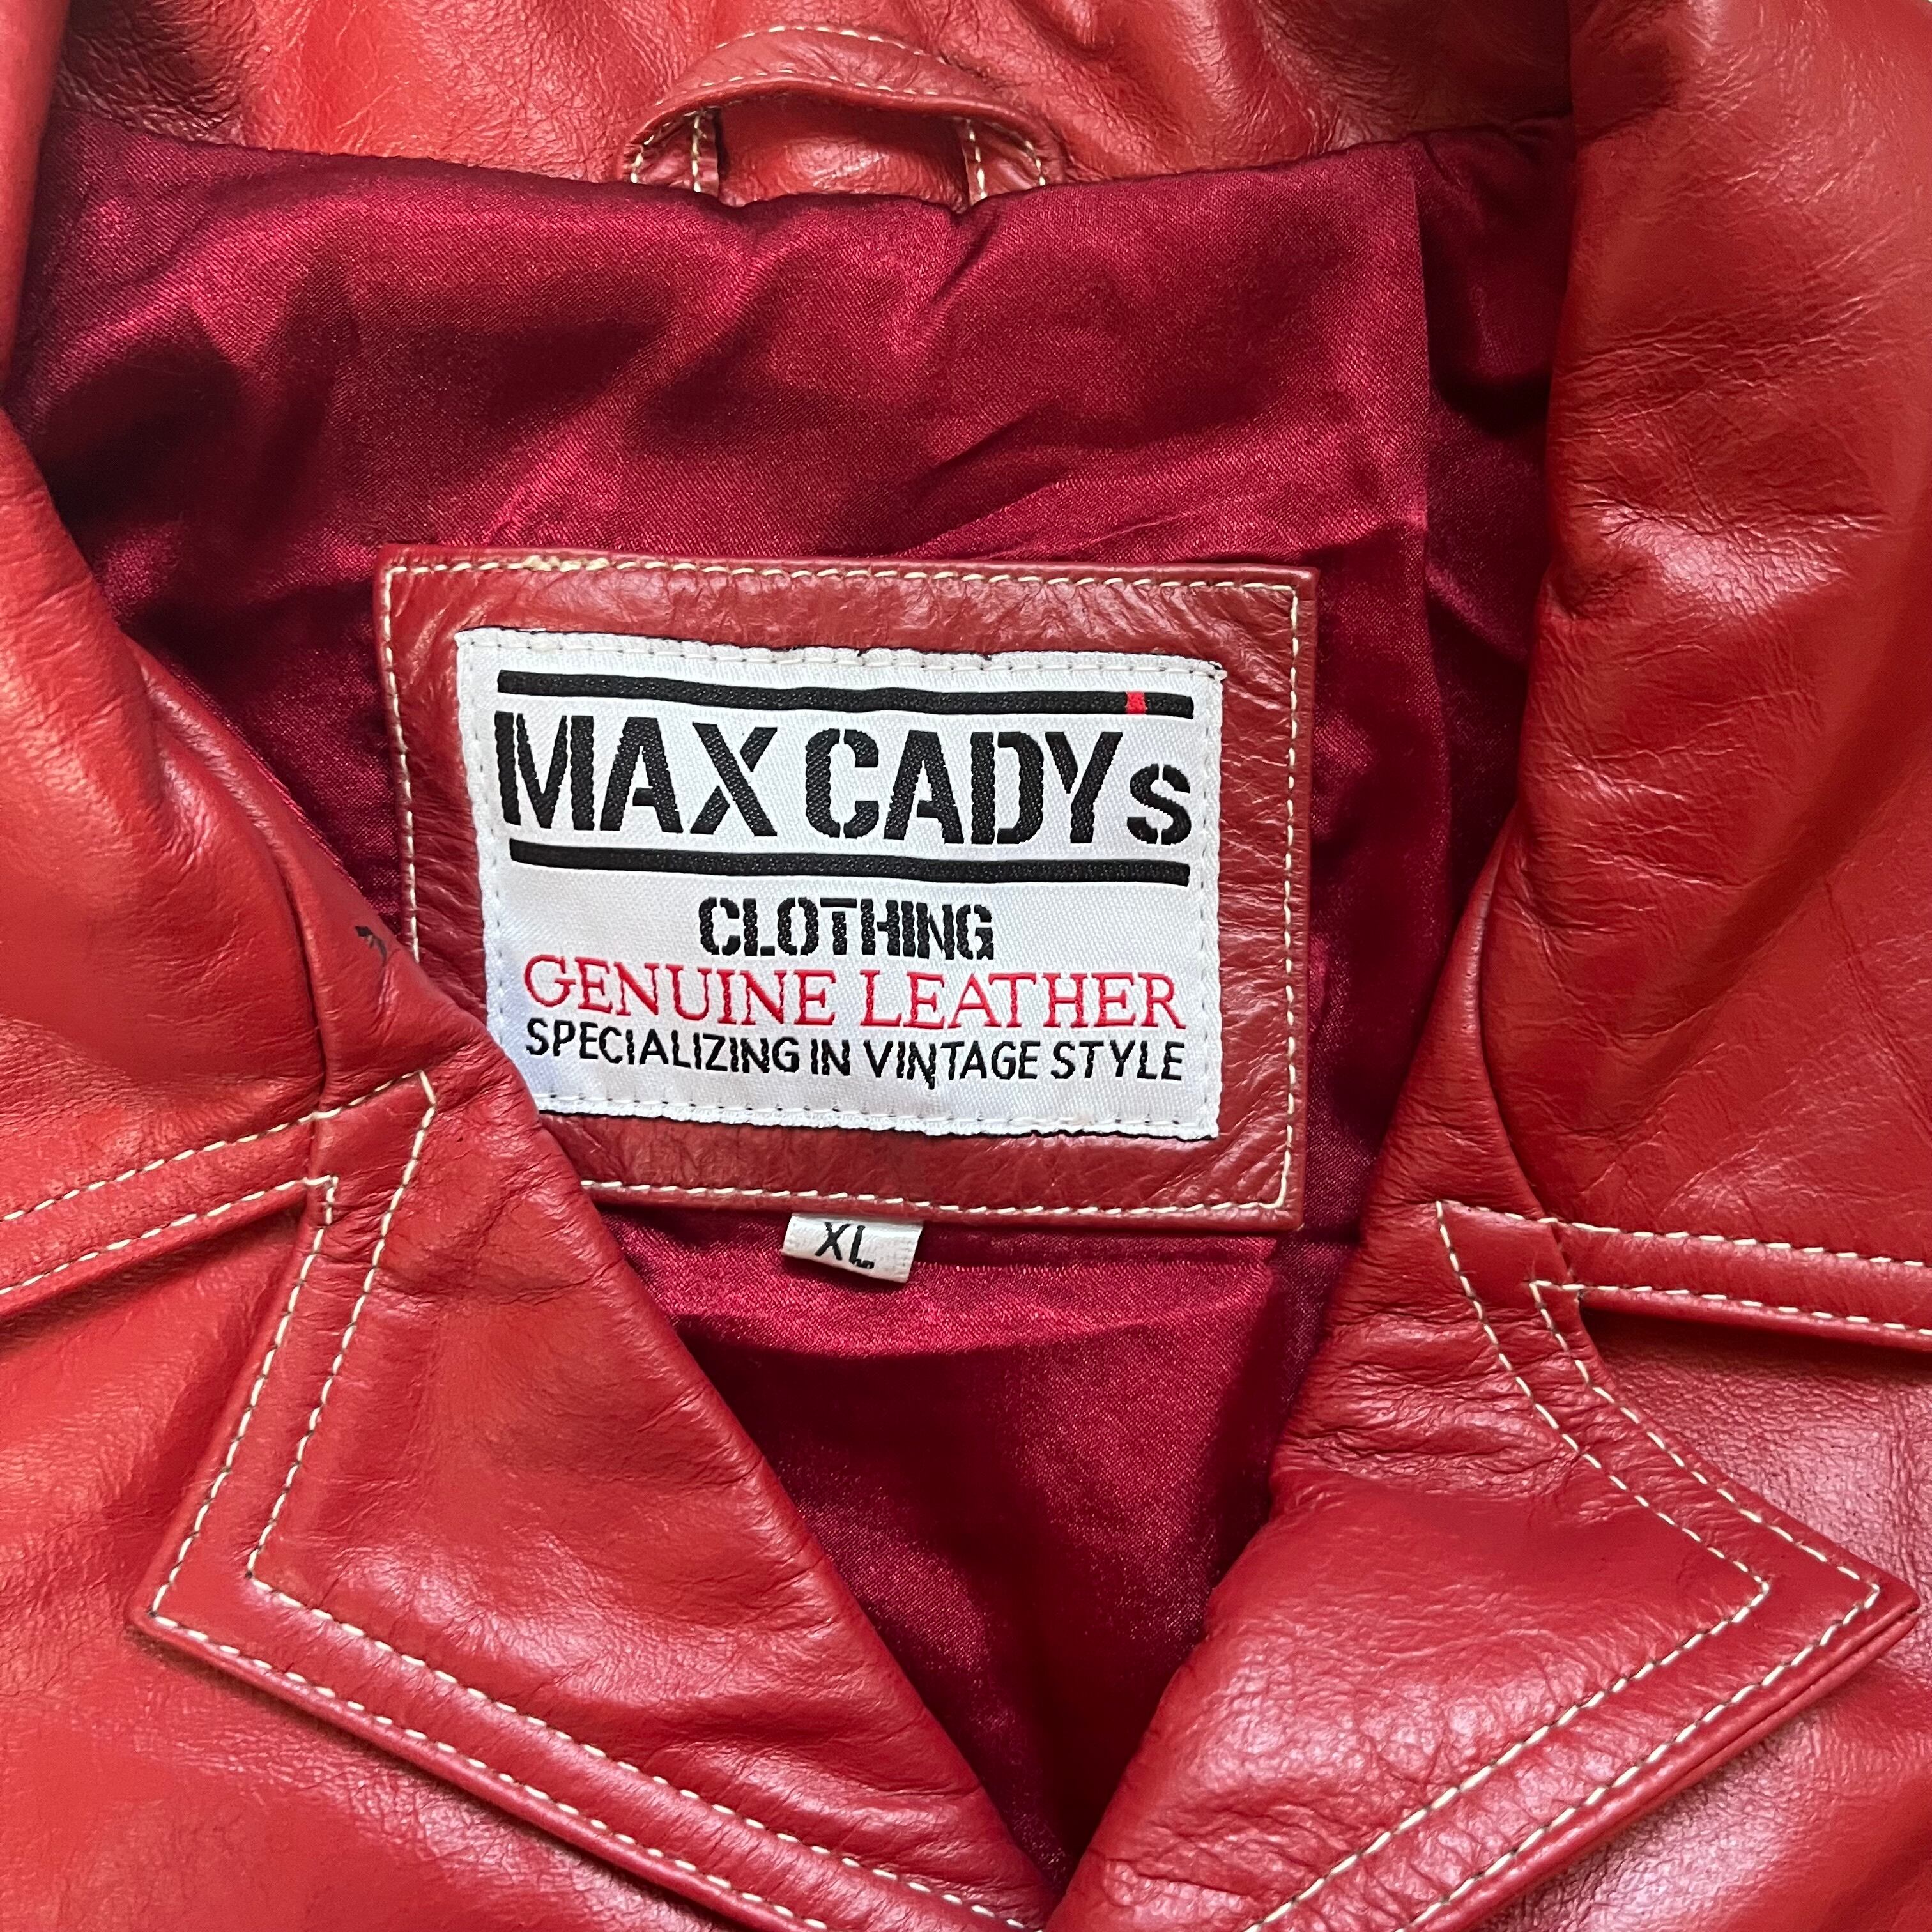 MAX CADYs
CLOTHING
GENUINE LEATHER
SPECIALIZING IN VINTAGE STYLE
XL